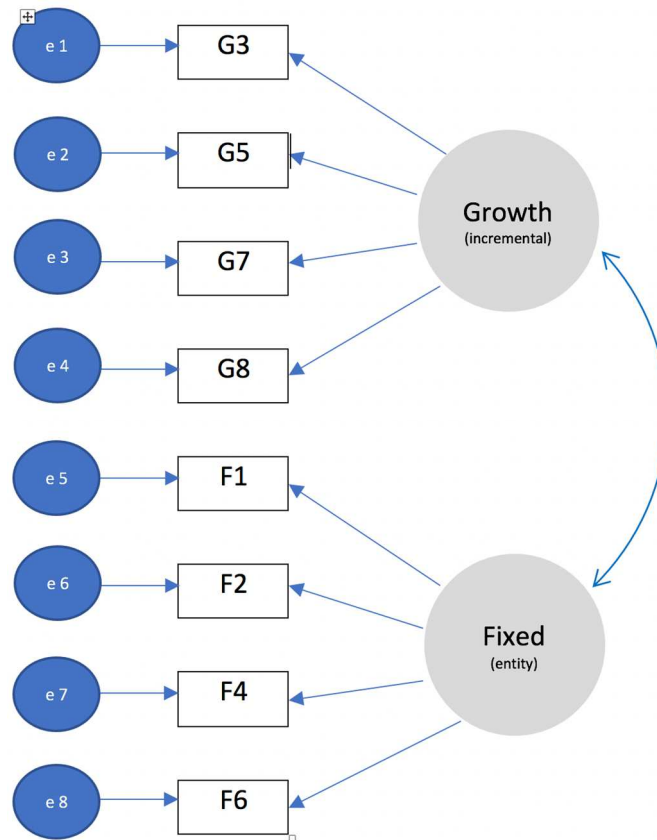 e 1
G3
e 2
G5
Growth
(incremental)
e 3
G7
e 4
G8
e 5
F1
e 6
F2
Fixed
(entity)
e 7
F4
e 8
F6